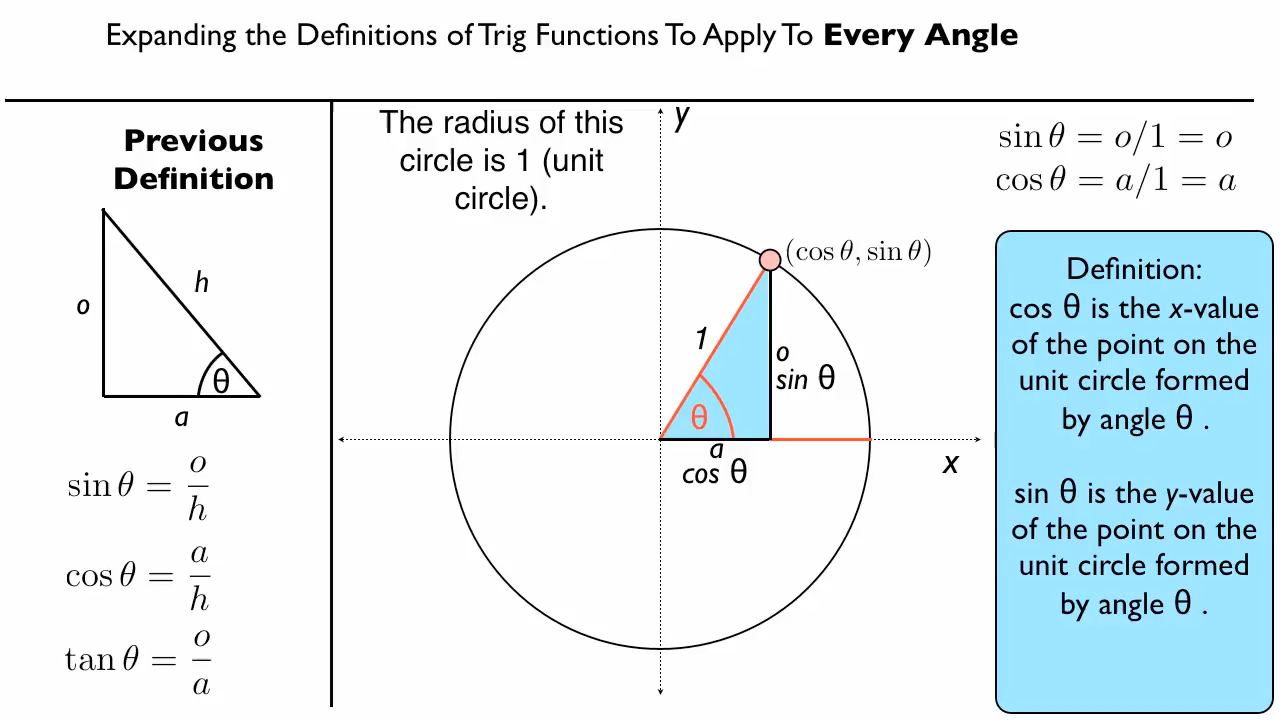 Expanding the Definitions of Trig Functions To Apply To Every Angle
Previous
Definition
h
o
θ
a
sin θ = o/h
cos θ = a/h
tan θ = o/a
The radius of this
circle is 1 (unit
circle).
y
(cos θ, sin θ)
1
o
sin θ
θ
a
cos θ
x
sin θ = o/1 = o
cos θ = a/1 = a
Definition:
cos θ is the x-value
of the point on the
unit circle formed
by angle θ .
sin θ is the y-value
of the point on the
unit circle formed
by angle θ .